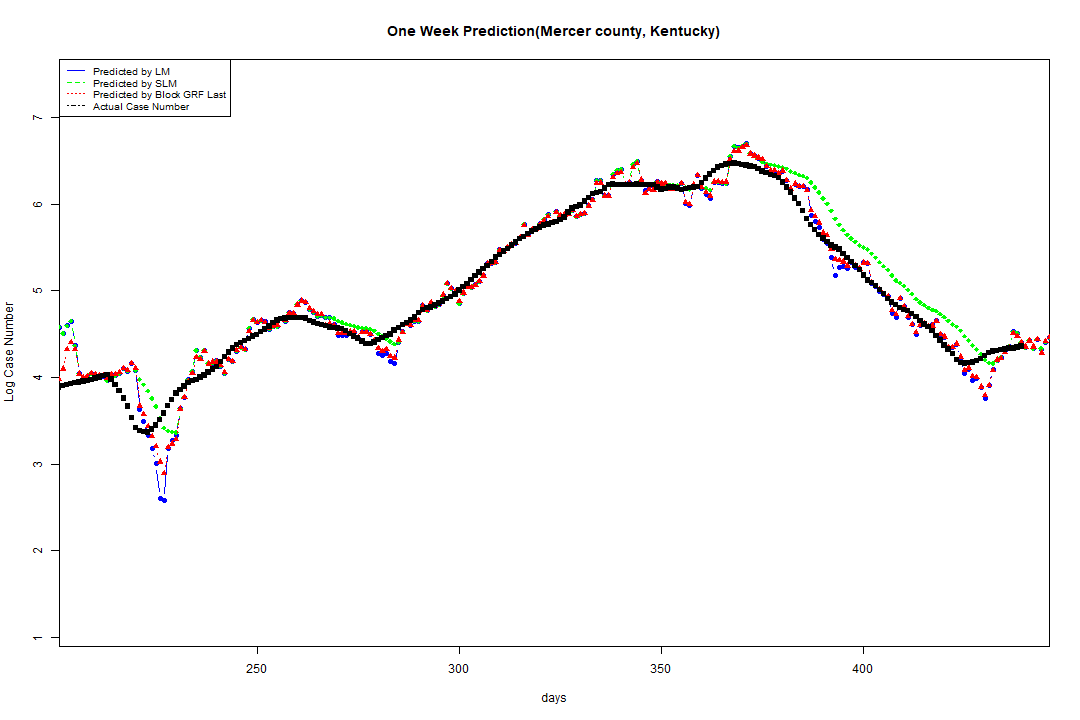 One Week Prediction(Mercer county, Kentucky)
Predicted by LM
Predicted by SLM
Predicted by Block GRF Last
Actual Case Number
Log Case Number
7
6
5
4
3
2
1
250 300 350 400
days